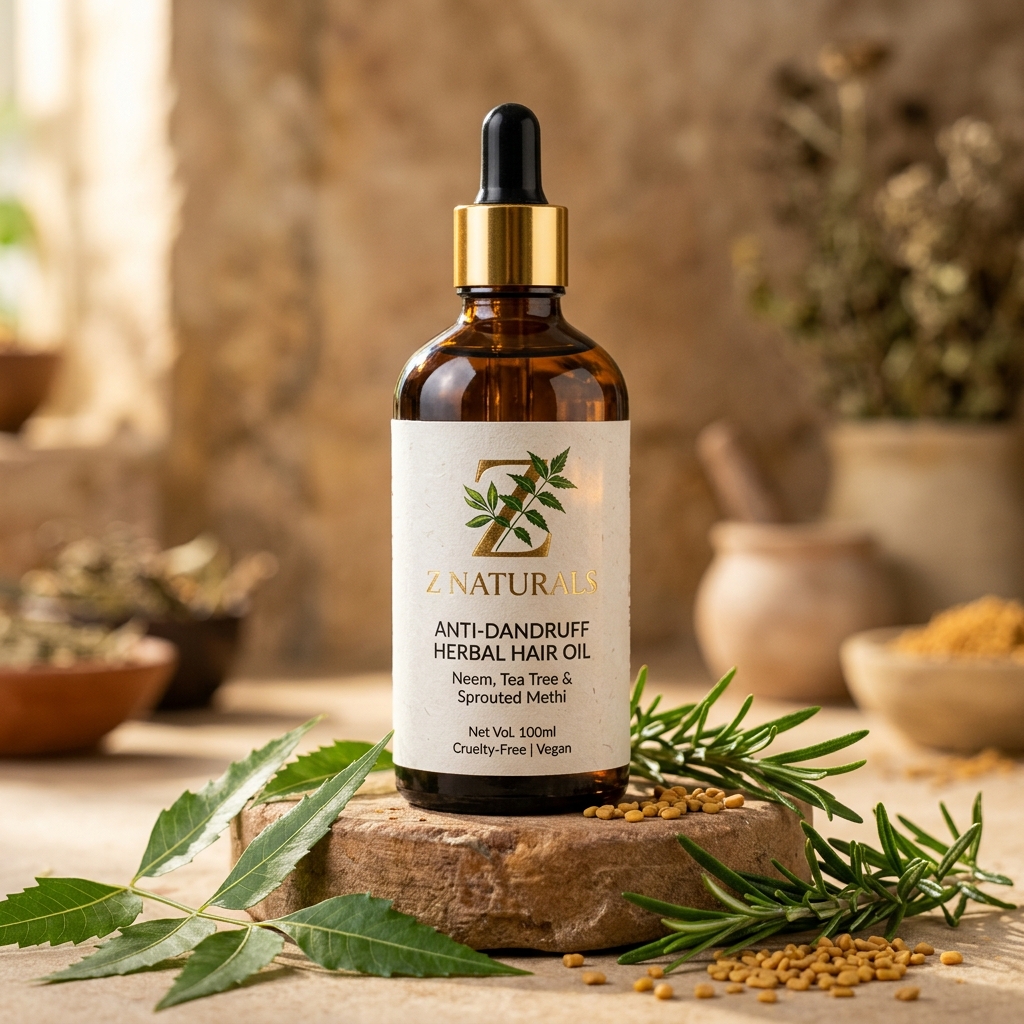 Z
Z NATURALS
ANTI-DANDRUFF
HERBAL HAIR OIL
Neem, Tea Tree &
Sprouted Methi
Net Vol. 100ml
Cruelty-Free | Vegan